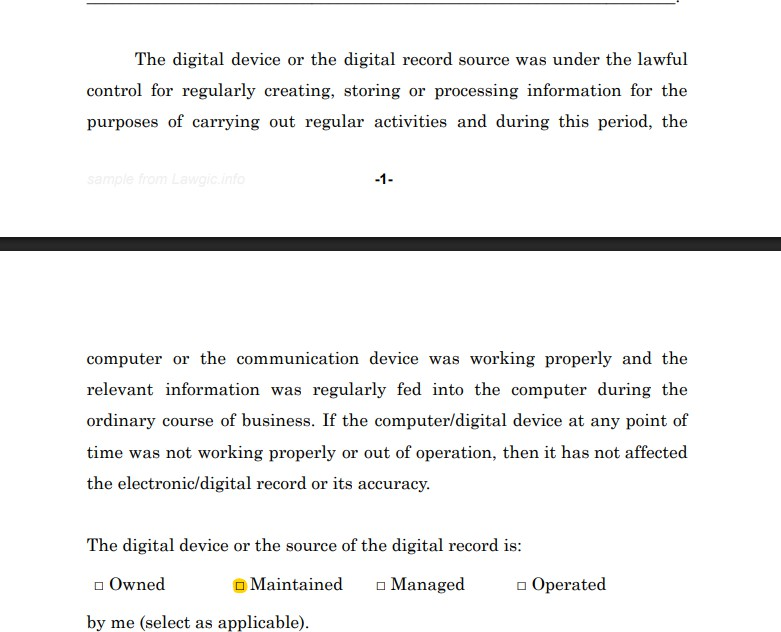 .
The digital device or the digital record source was under the lawful
control for regularly creating, storing or processing information for the
purposes of carrying out regular activities and during this period, the
sample from Lawgic.info
-1-
computer or the communication device was working properly and the
relevant information was regularly fed into the computer during the
ordinary course of business. If the computer/digital device at any point of
time was not working properly or out of operation, then it has not affected
the electronic/digital record or its accuracy.
The digital device or the source of the digital record is:
□ Owned □ Maintained □ Managed □ Operated
by me (select as applicable).